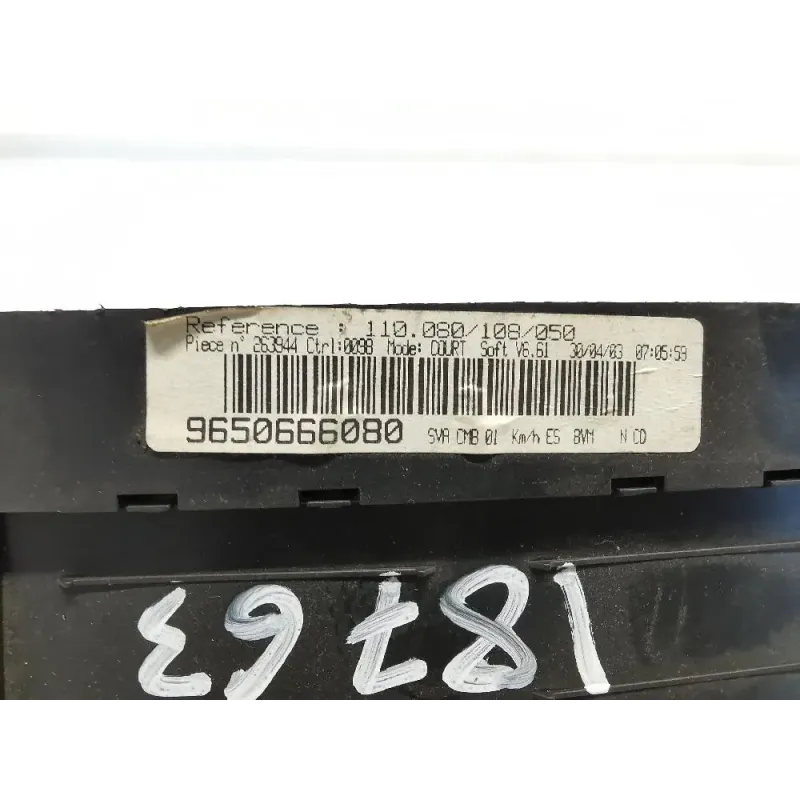 Reference : 110.080/108/050
Piece n° 263944 Ctrl:0098 Mode: COURT Soft V6.61 30/04/03 07:05:59
9650666080 SVA CMB 01 Km/h ES BVM N CD
18763